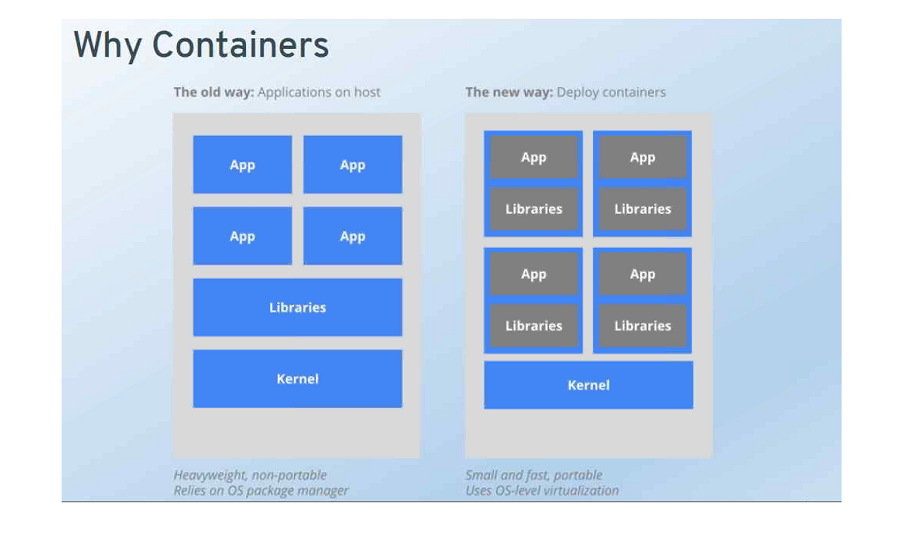 Why Containers
The old way: Applications on host
App App
App App
Libraries
Kernel
Heavyweight, non-portable
Relies on OS package manager
The new way: Deploy containers
App App
Libraries Libraries
App App
Libraries Libraries
Kernel
Small and fast, portable
Uses OS-level virtualization